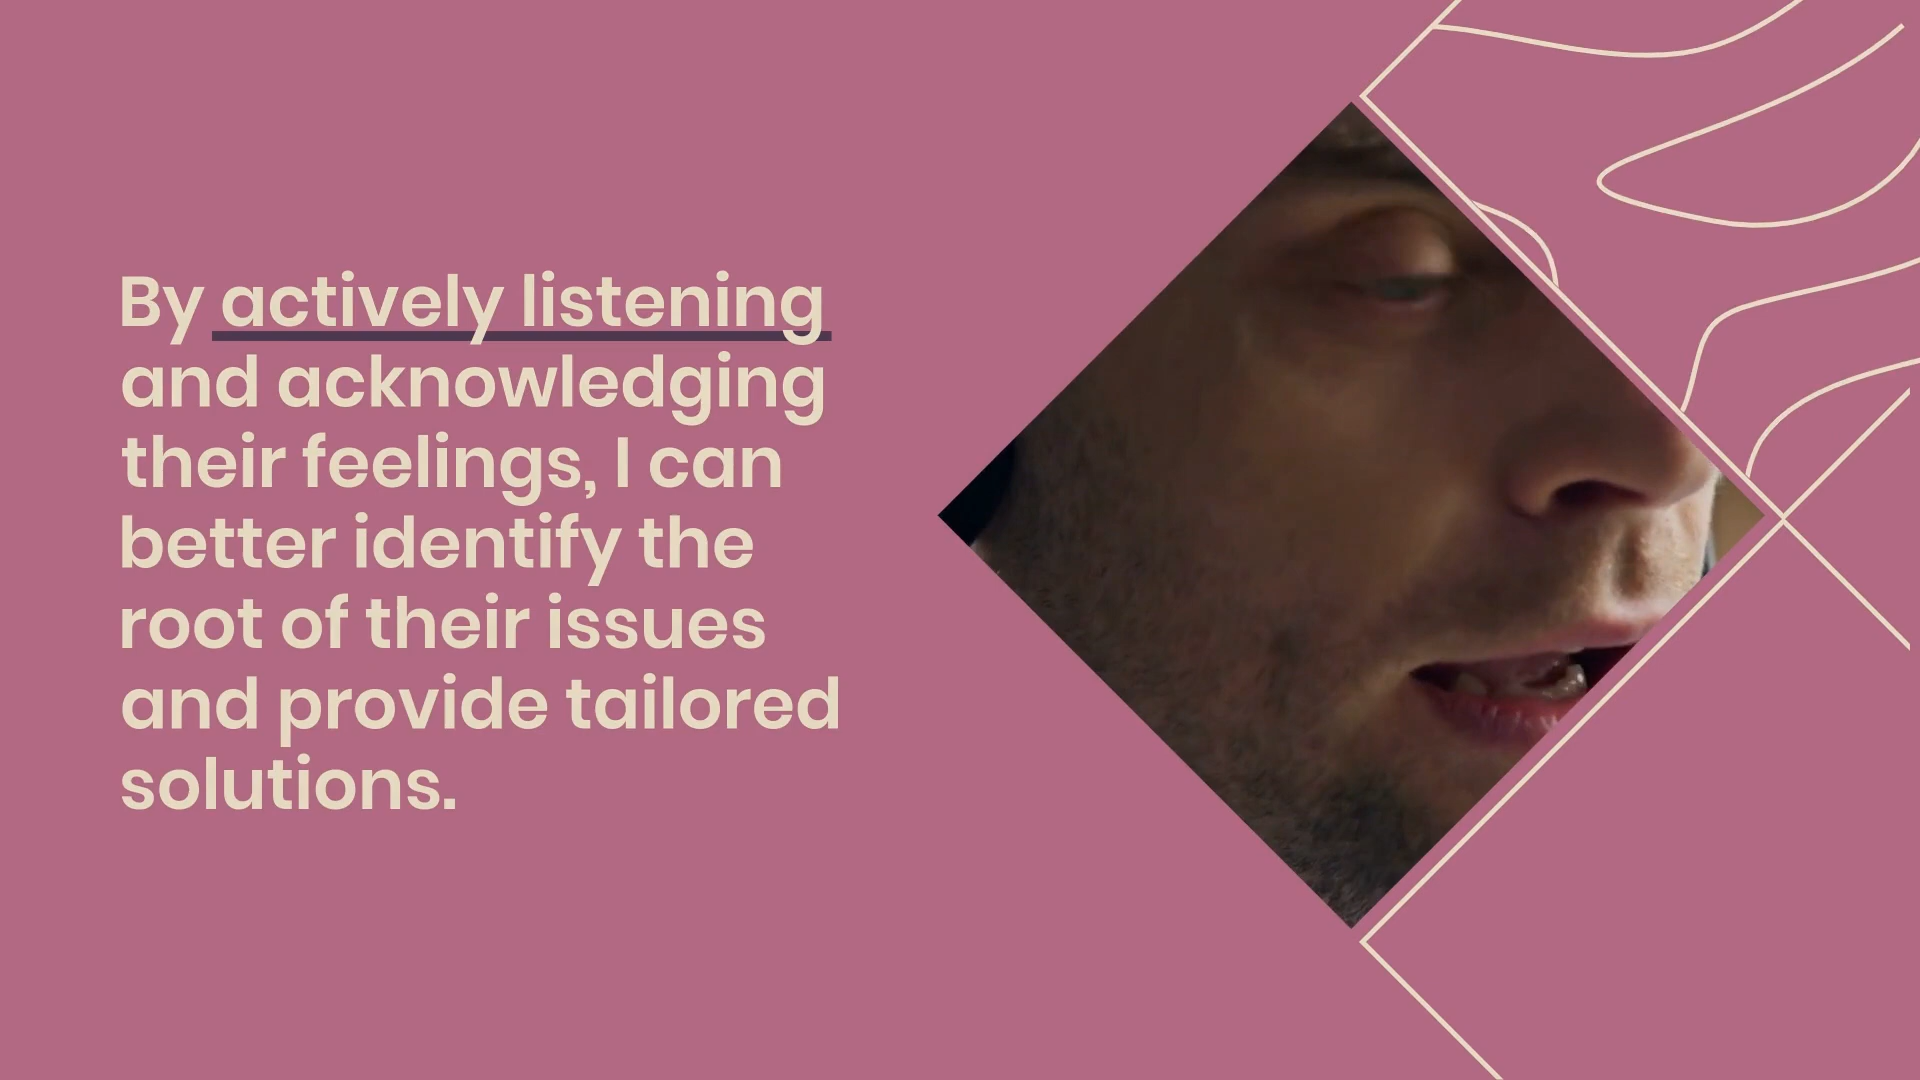 By actively listening
and acknowledging
their feelings, I can
better identify the
root of their issues
and provide tailored
solutions.